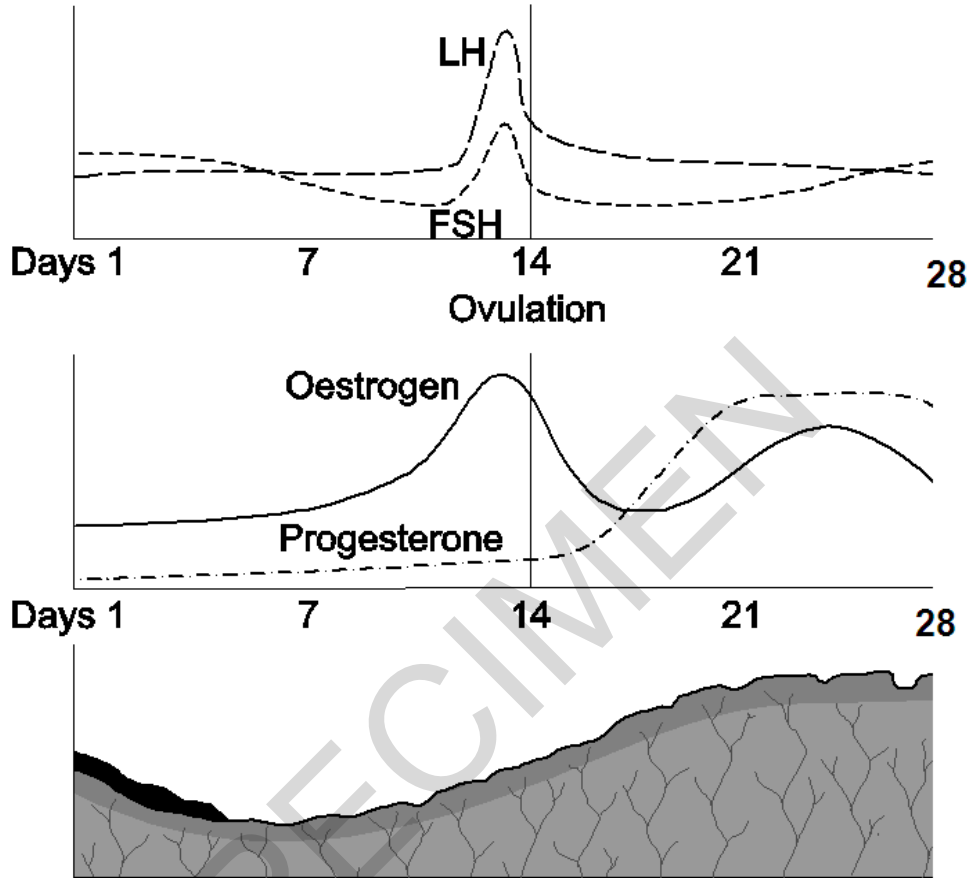 LH
FSH
Days 1 7 14 21 28
Ovulation
Oestrogen
Progesterone
Days 1 7 14 21 28
SPECIMEN